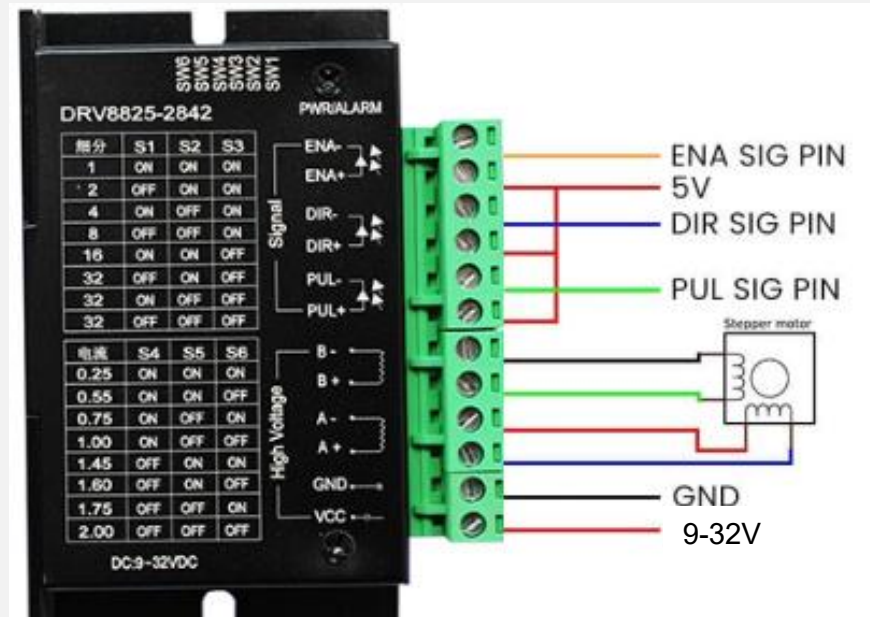 SW6
SW5
SW4
SW3
SW2
SW1
DRV8825-2842
PWR/ALARM
细分 S1 S2 S3
1 ON ON ON
2 OFF ON ON
4 ON OFF ON
8 OFF OFF ON
16 ON ON OFF
32 OFF ON OFF
32 ON OFF OFF
32 OFF OFF OFF
电流 S4 S5 S6
0.25 ON ON ON
0.55 ON OFF ON
0.75 ON ON OFF
1.00 ON OFF OFF
1.45 OFF ON ON
1.60 OFF ON OFF
1.75 OFF OFF ON
2.00 OFF OFF OFF
DC:9~32VDC
Signal
ENA-
ENA+
DIR-
DIR+
PUL-
PUL+
High Voltage
B -
B +
A -
A +
GND
VCC
ENA SIG PIN
5V
DIR SIG PIN
PUL SIG PIN
Stepper motor
GND
9-32V